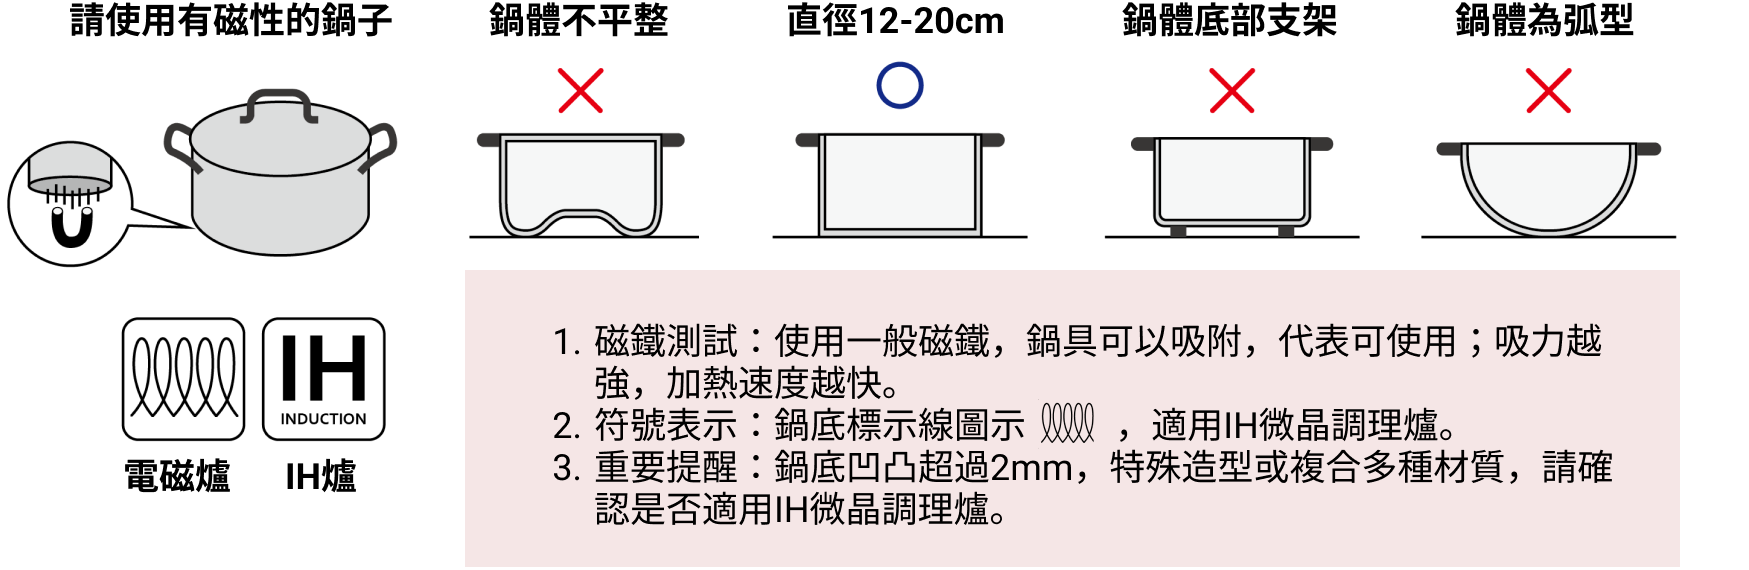 請使用有磁性的鍋子
鍋體不平整
直徑12-20cm
鍋體底部支架
鍋體為弧型
IH
INDUCTION
電磁爐
IH爐
1. 磁鐵測試：使用一般磁鐵，鍋具可以吸附，代表可使用；吸力越
強，加熱速度越快。
2. 符號表示：鍋底標示線圖示 ，適用IH微晶調理爐。
3. 重要提醒：鍋底凹凸超過2mm，特殊造型或複合多種材質，請確
認是否適用IH微晶調理爐。